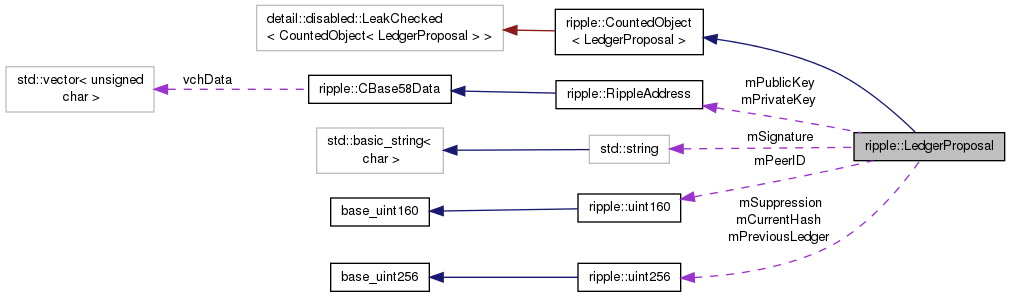 detail::disabled::LeakChecked
< CountedObject< LedgerProposal > >
ripple::CountedObject
< LedgerProposal >
std::vector< unsigned
char >
vchData
ripple::CBase58Data
ripple::RippleAddress
mPublicKey
mPrivateKey
std::basic_string<
char >
std::string
mSignature
ripple::LedgerProposal
mPeerID
base_uint160
ripple::uint160
mSuppression
mCurrentHash
mPreviousLedger
base_uint256
ripple::uint256